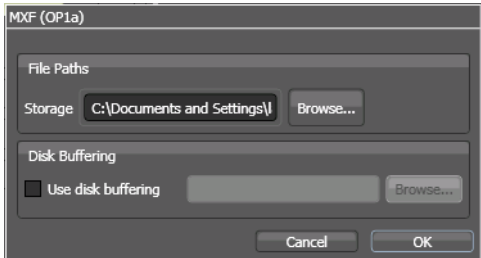 MXF (OP1a)
File Paths
Storage C:\Documents and Settings\l Browse...
Disk Buffering
Use disk buffering Browse...
Cancel OK